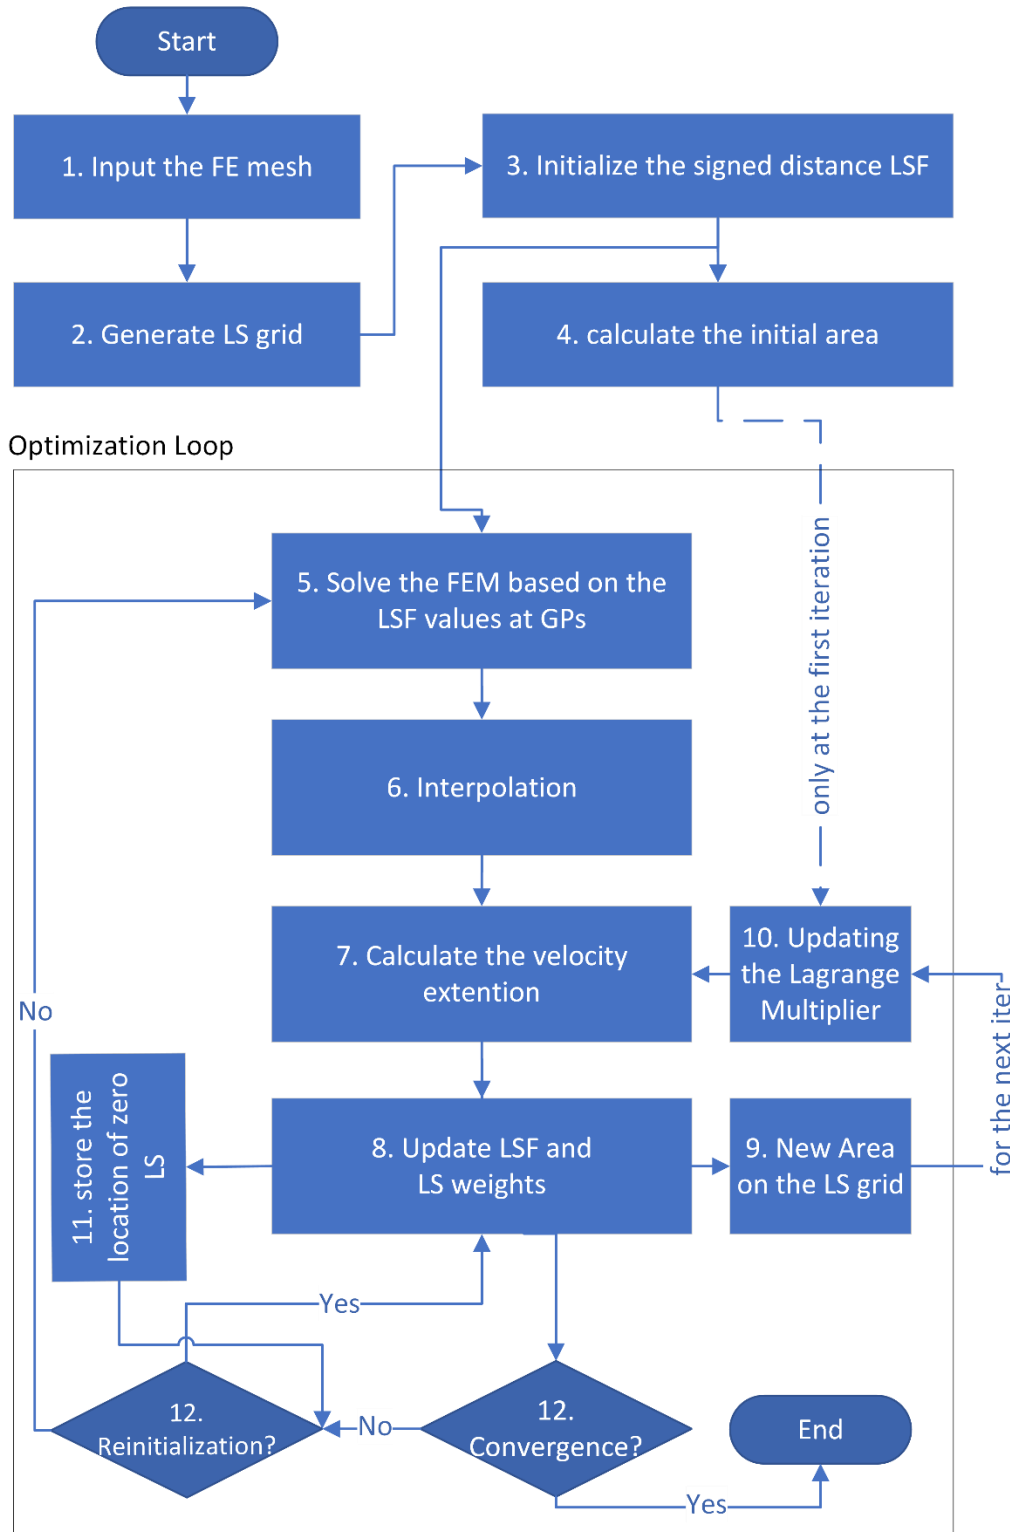 Start
1. Input the FE mesh
3. Initialize the signed distance LSF
2. Generate LS grid
4. calculate the initial area
Optimization Loop
only at the first iteration
5. Solve the FEM based on the
LSF values at GPs
6. Interpolation
7. Calculate the velocity
extention
10. Updating
the Lagrange
Multiplier
No
for the next iter
11. store the
location of zero
LS
8. Update LSF and
LS weights
9. New Area
on the LS grid
Yes
12.
Reinitialization?
No
12.
Convergence?
End
Yes